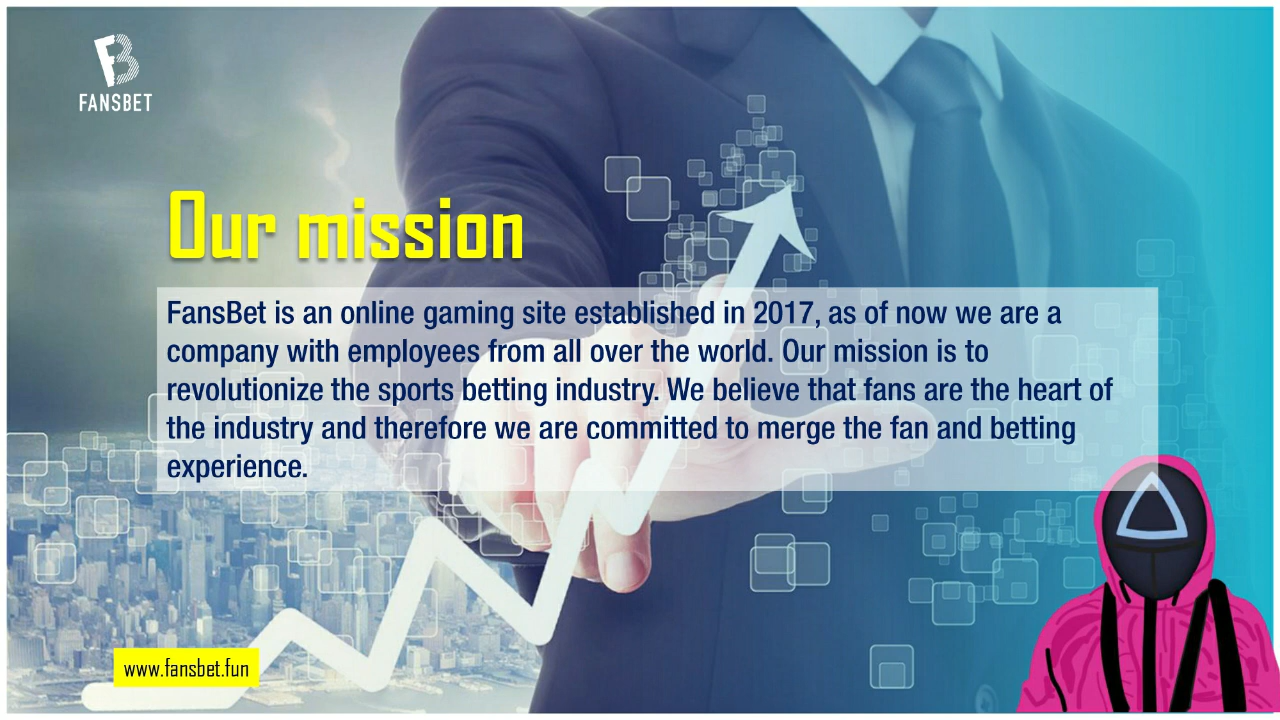 FANSBET
Our mission
FansBet is an online gaming site established in 2017, as of now we are a
company with employees from all over the world. Our mission is to
revolutionize the sports betting industry. We believe that fans are the heart of
the industry and therefore we are committed to merge the fan and betting
experience.
www.fansbet.fun